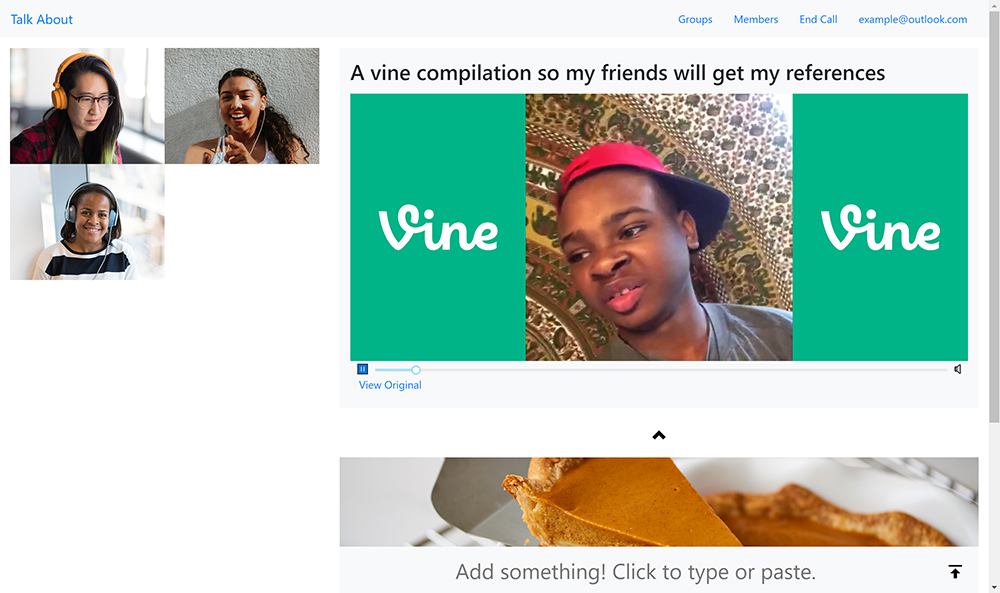 Talk About
Groups
Members
End Call
example@outlook.com
A vine compilation so my friends will get my references
Vine
Vine
View Original
Add something! Click to type or paste.